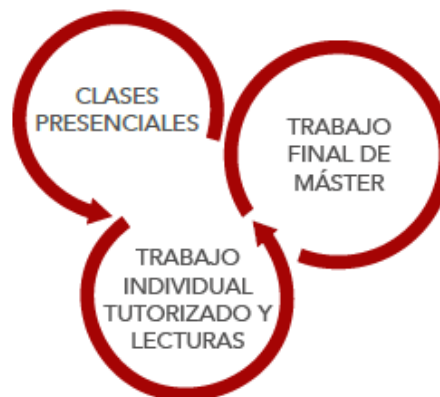 CLASES
PRESENCIALES
TRABAJO
FINAL DE
MÁSTER
TRABAJO
INDIVIDUAL
TUTORIZADO Y
LECTURAS